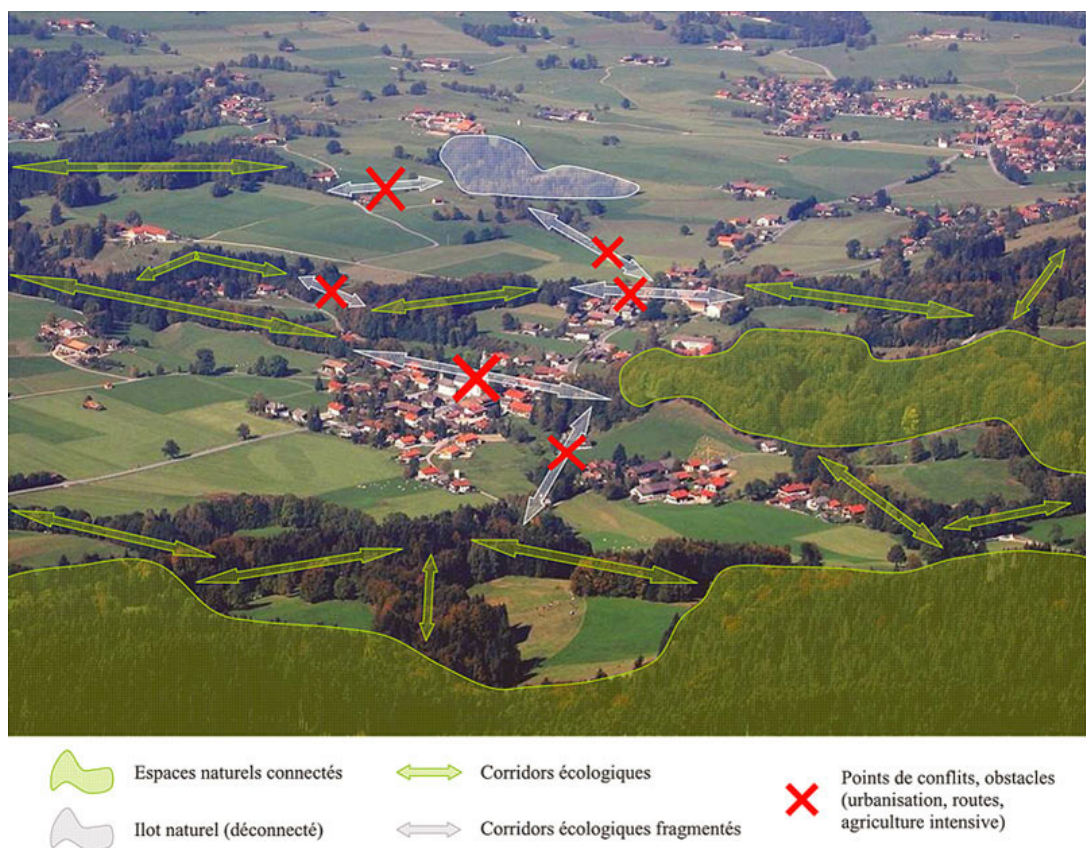 Espaces naturels connectés
Corridors écologiques
Ilot naturel (déconnecté)
Corridors écologiques fragmentés
Points de conflits, obstacles
(urbanisation, routes,
agriculture intensive)